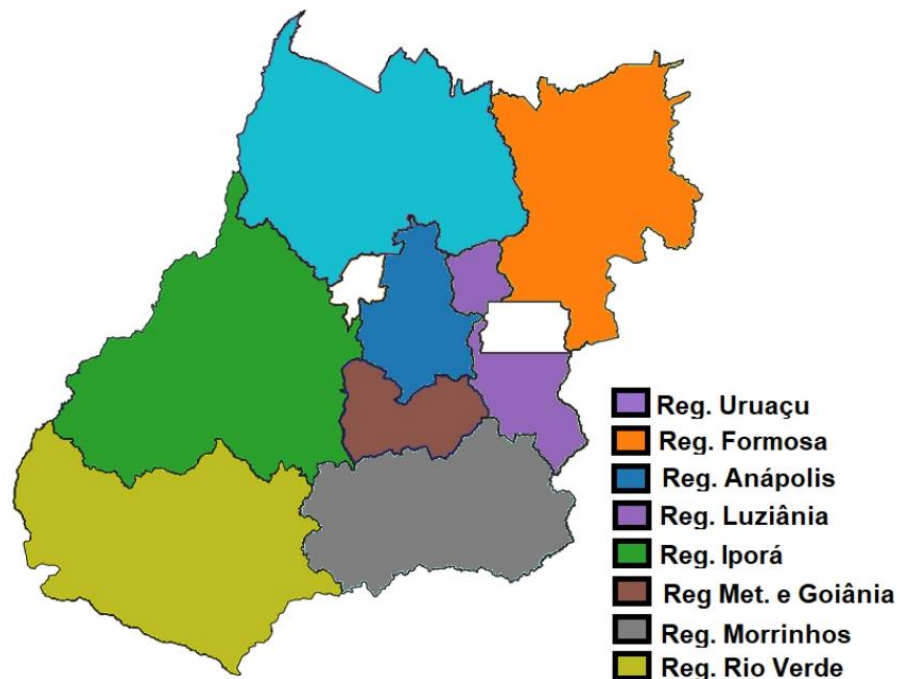 Reg. Uruaçu
Reg. Formosa
Reg. Anápolis
Reg. Luziânia
Reg. Iporá
Reg Met. e Goiânia
Reg. Morrinhos
Reg. Rio Verde